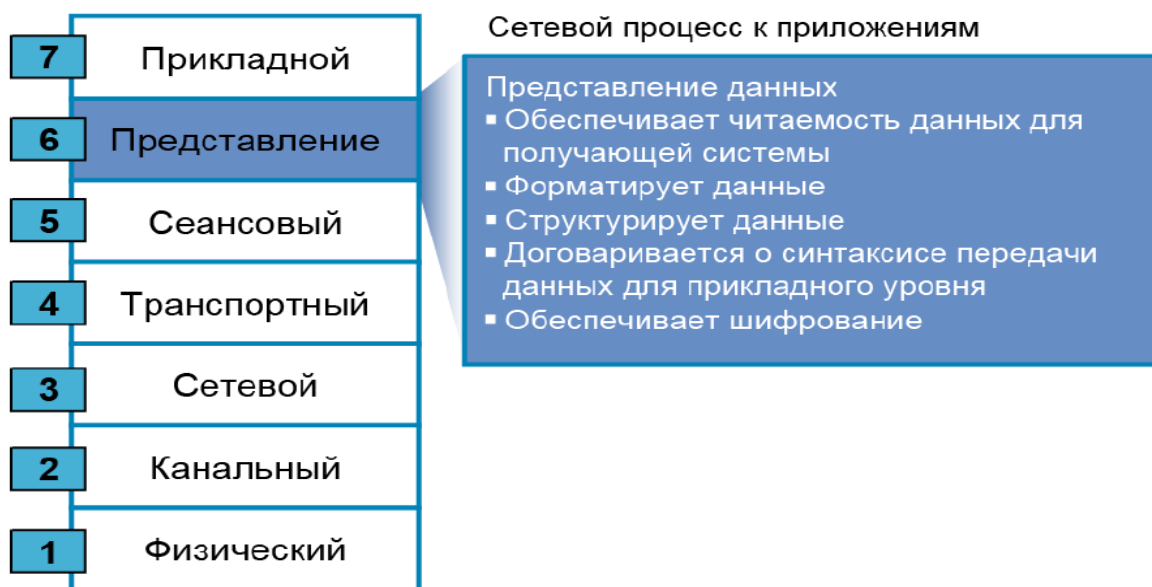 7 Прикладной
6 Представление
5 Сеансовый
4 Транспортный
3 Сетевой
2 Канальный
1 Физический
Сетевой процесс к приложениям
Представление данных
▪ Обеспечивает читаемость данных для
получающей системы
▪ Форматирует данные
▪ Структурирует данные
▪ Договаривается о синтаксисе передачи
данных для прикладного уровня
▪ Обеспечивает шифрование